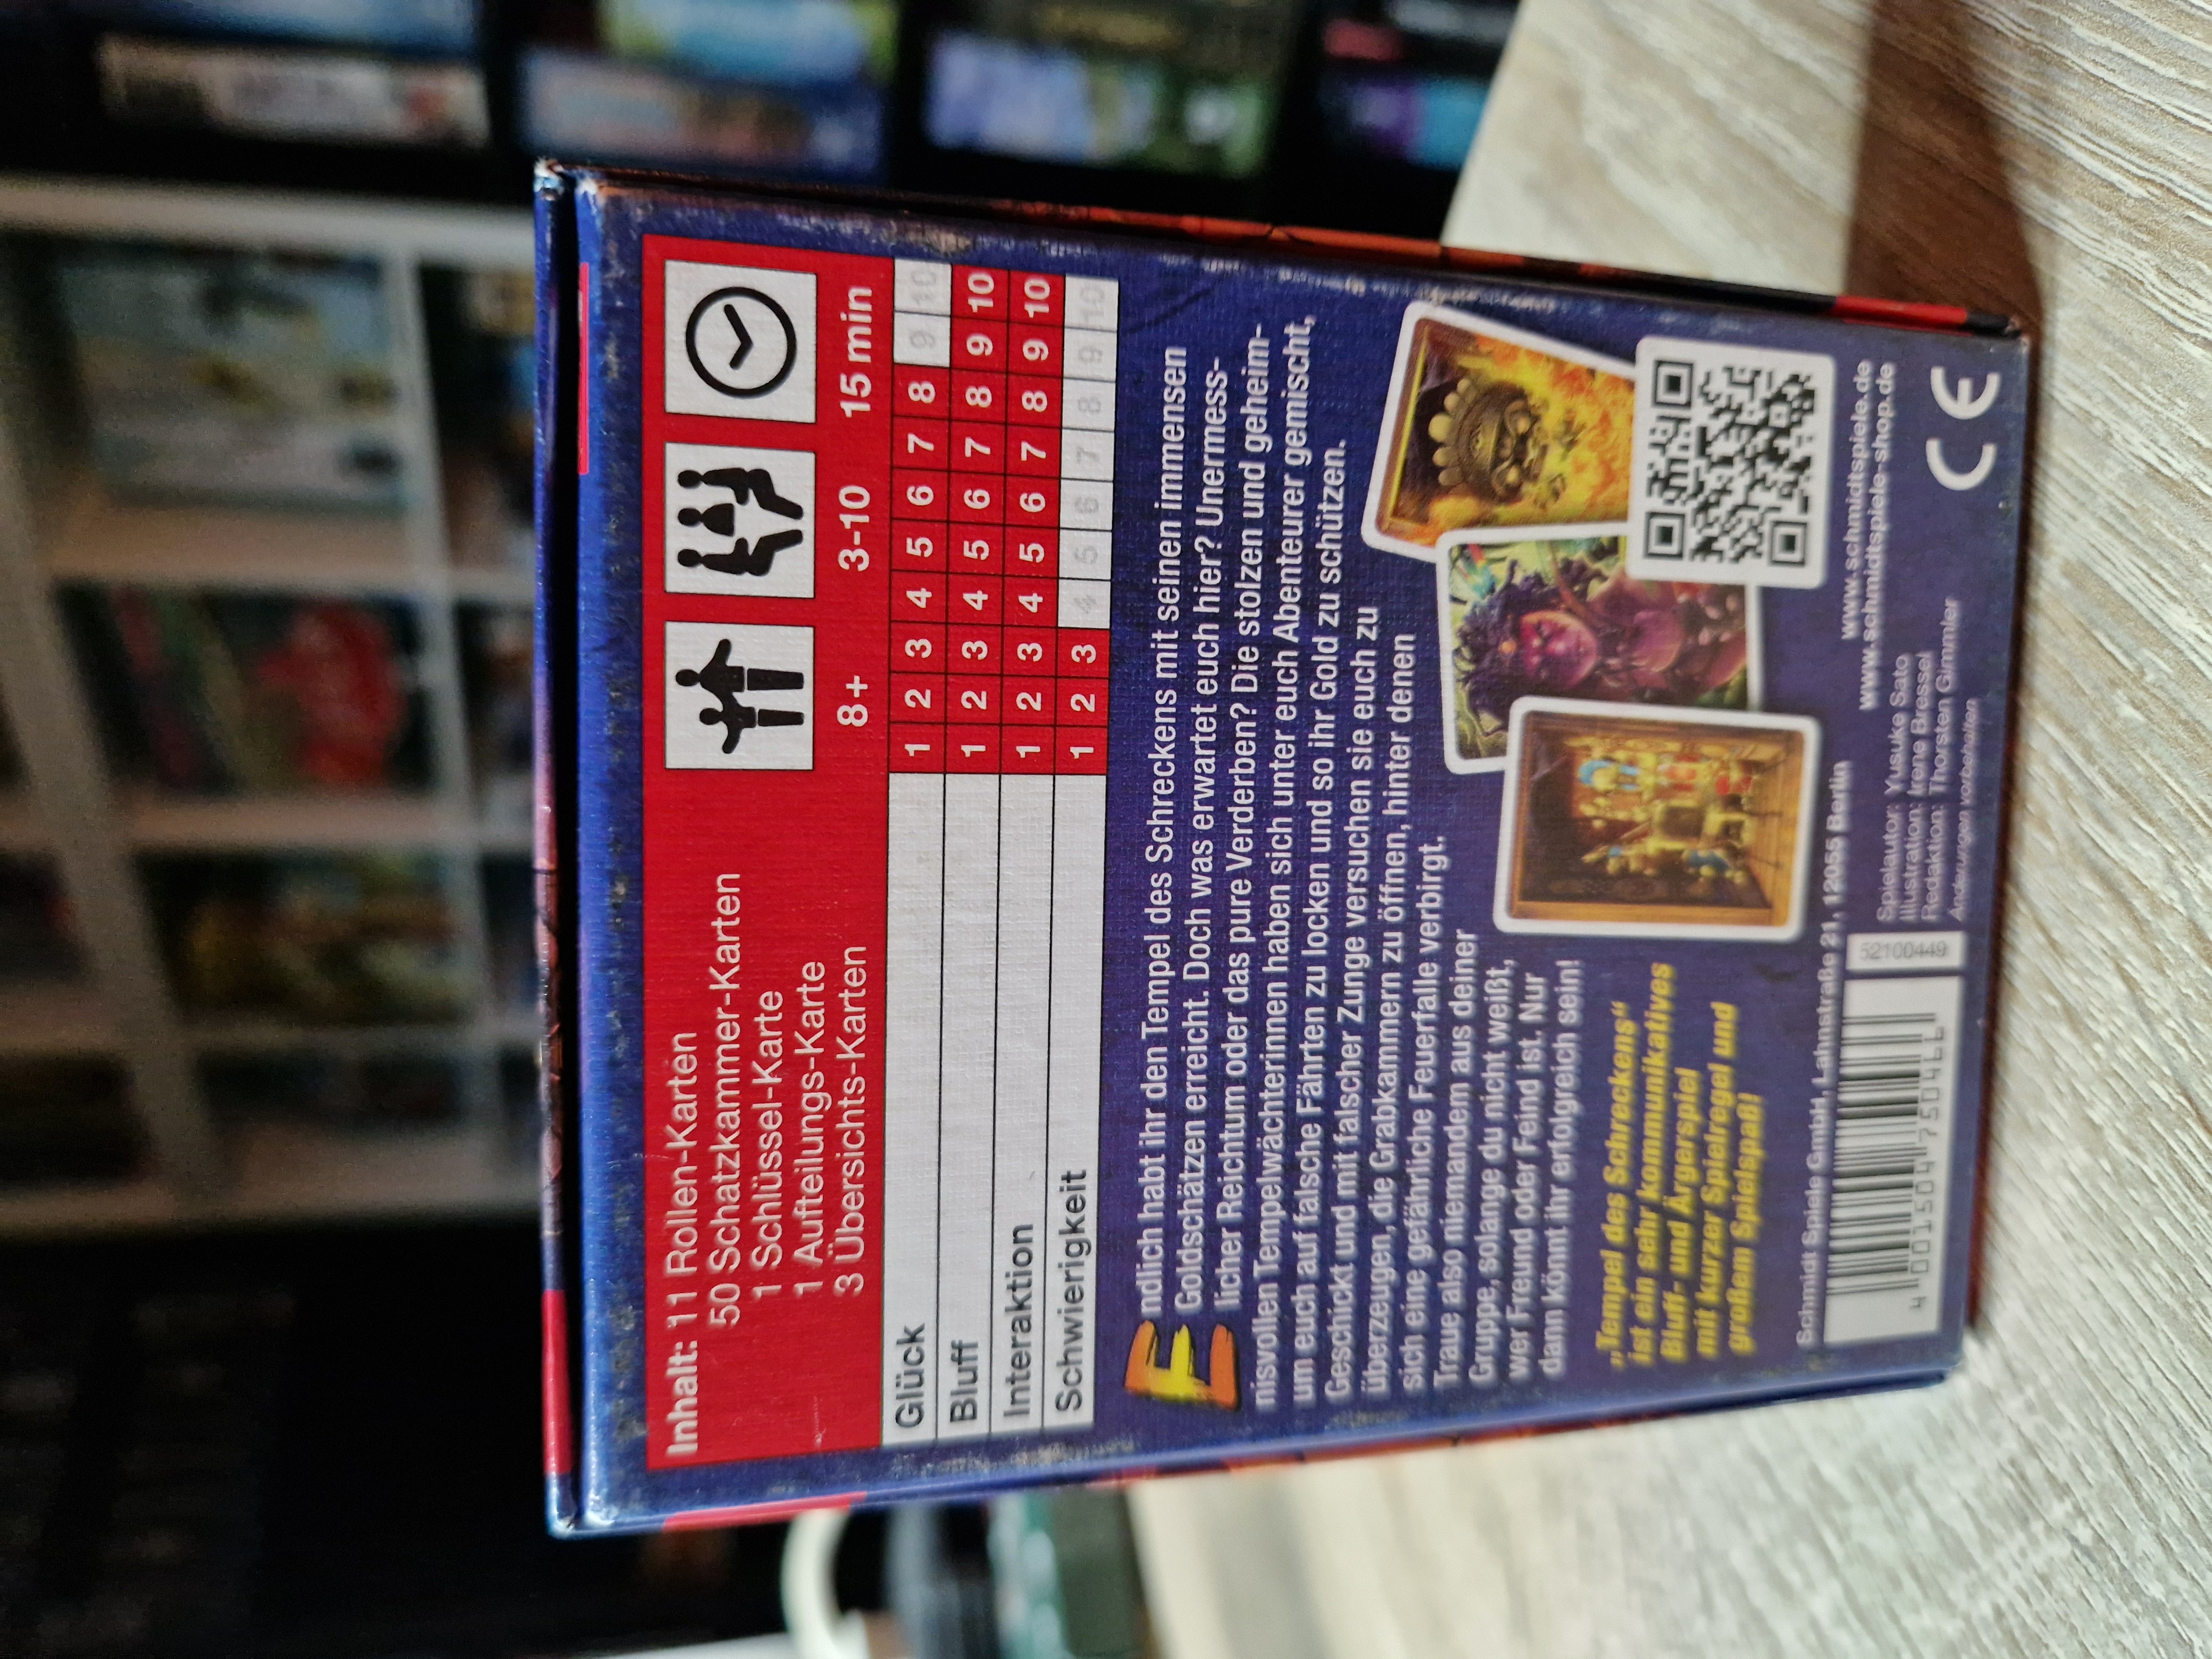 Inhalt: 11 Rollen-Karten
50 Schatzkammer-Karten
1 Schlüssel-Karte
1 Aufteilungs-Karte
3 Übersichts-Karten
8+ 3-10 15 min
Glück 1 2 3 4 5 6 7 8 9 10
Bluff 1 2 3 4 5 6 7 8 9 10
Interaktion 1 2 3 4 5 6 7 8 9 10
Schwierigkeit 1 2 3 4 5 6 7 8 9 10
Endlich habt ihr den Tempel des Schreckens mit seinen immensen
Goldschätzen erreicht. Doch was erwartet euch hier? Unermess-
licher Reichtum oder das pure Verderben? Die stolzen und geheim-
nisvollen Tempelwächterinnen haben sich unter euch Abenteurer gemischt,
um euch auf falsche Fährten zu locken und so ihr Gold zu schützen.
Geschickt und mit falscher Zunge versuchen sie euch zu
überzeugen, die Grabkammern zu öffnen, hinter denen
sich eine gefährliche Feuerfalle verbirgt.
Traue also niemandem aus deiner
Gruppe, solange du nicht weißt,
wer Freund oder Feind ist. Nur
dann könnt ihr erfolgreich sein!
„Tempel des Schreckens“
ist ein sehr kommunikatives
Bluff- und Ärgerspiel
mit kurzer Spielregel und
großem Spielspaß!
Schmidt Spiele GmbH, Lahnstraße 21, 12055 Berlin
www.schmidtspiele.de
www.schmidtspiele-shop.de
4 001504 750466
52100449
Spielautor: Yusuke Sato
Illustration: Irene Bressel
Redaktion: Thorsten Gimmler
Änderungen vorbehalten
CE